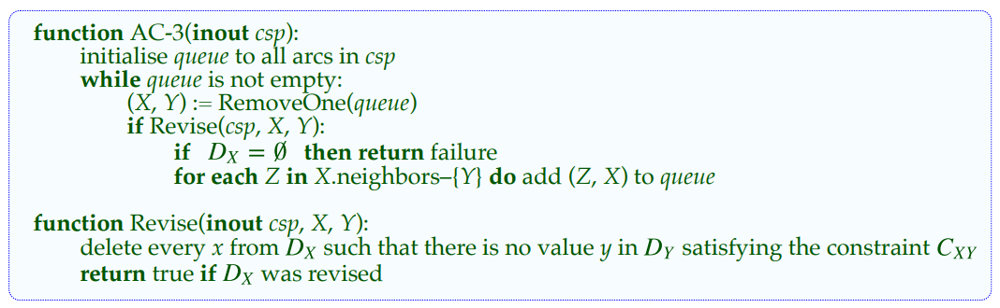 function AC-3(inout csp):
initialise queue to all arcs in csp
while queue is not empty:
(X, Y) := RemoveOne(queue)
if Revise(csp, X, Y):
if D_X = ∅ then return failure
for each Z in X.neighbors–{Y} do add (Z, X) to queue
function Revise(inout csp, X, Y):
delete every x from D_X such that there is no value y in D_Y satisfying the constraint C_XY
return true if D_X was revised